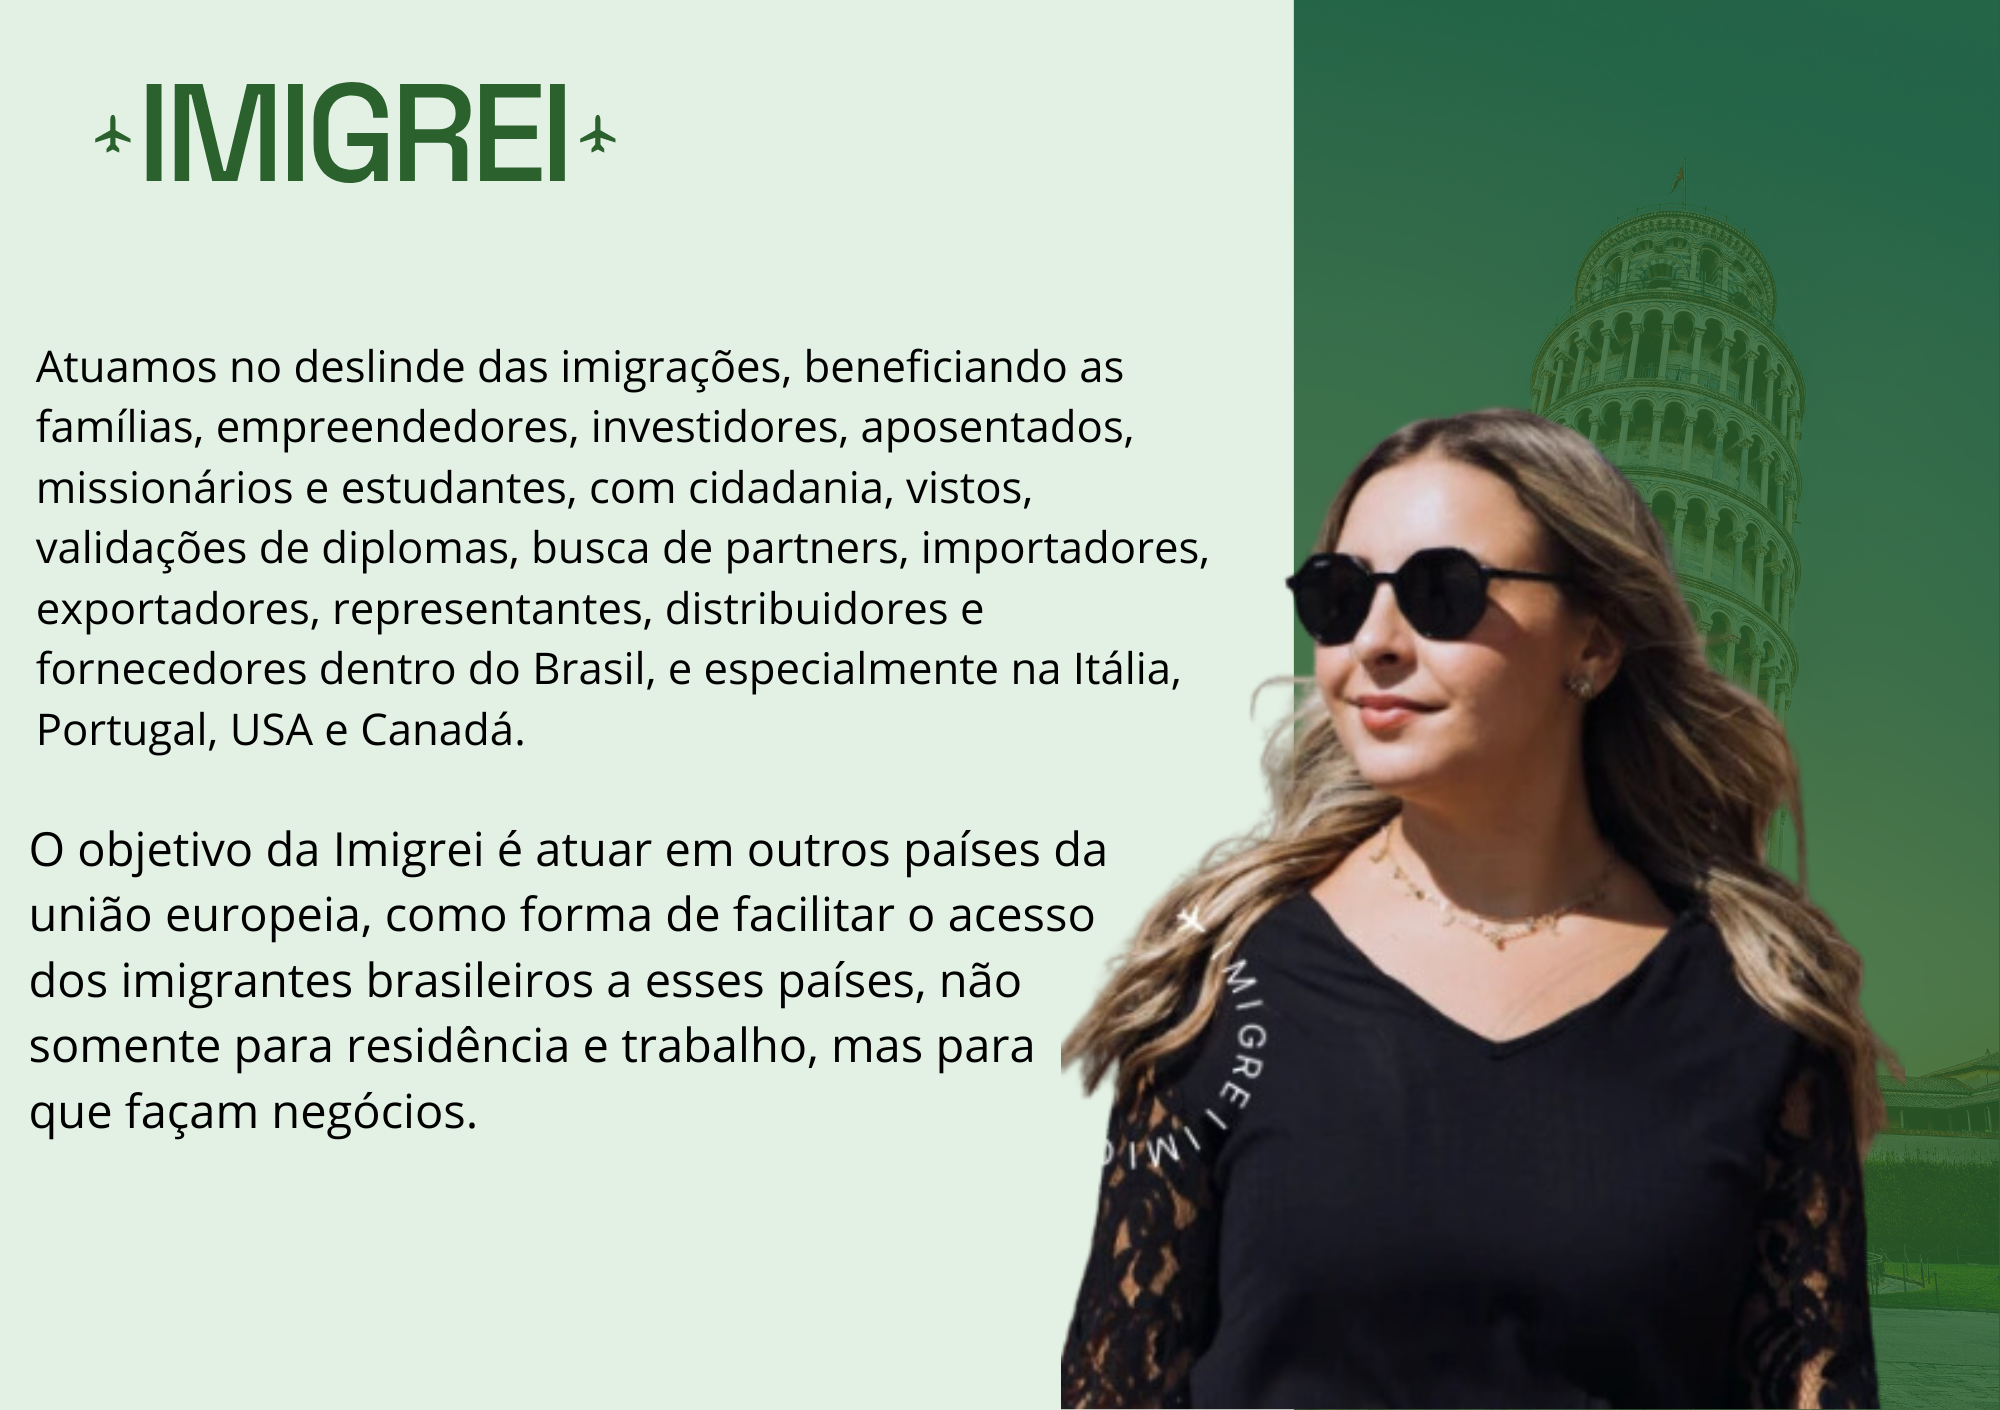 IMIGREI
Atuamos no deslinde das imigrações, beneficiando as
famílias, empreendedores, investidores, aposentados,
missionários e estudantes, com cidadania, vistos,
validações de diplomas, busca de partners, importadores,
exportadores, representantes, distribuidores e
fornecedores dentro do Brasil, e especialmente na Itália,
Portugal, USA e Canadá.
O objetivo da Imigrei é atuar em outros países da
união europeia, como forma de facilitar o acesso
dos imigrantes brasileiros a esses países, não
somente para residência e trabalho, mas para
que façam negócios.
IMIGREI IMIG